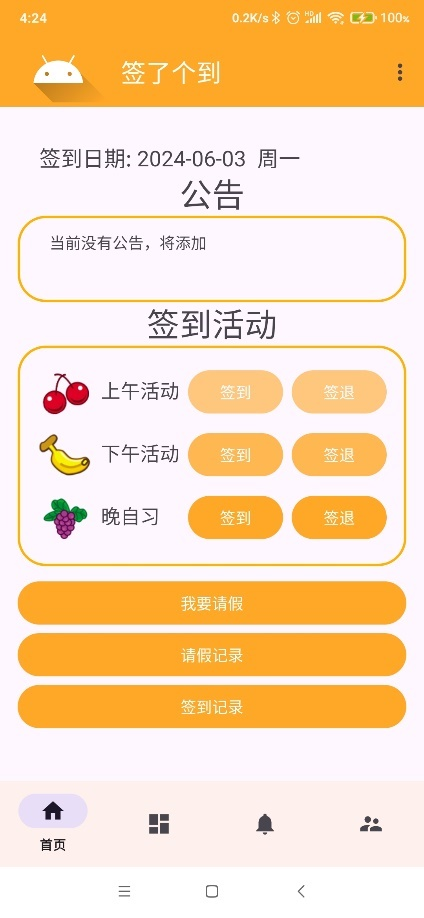 4:24 0.2K/s HD 100%
签了个到
签到日期: 2024-06-03 周一
公告
当前没有公告，将添加
签到活动
上午活动 签到 签退
下午活动 签到 签退
晚自习 签到 签退
我要请假
请假记录
签到记录
首页